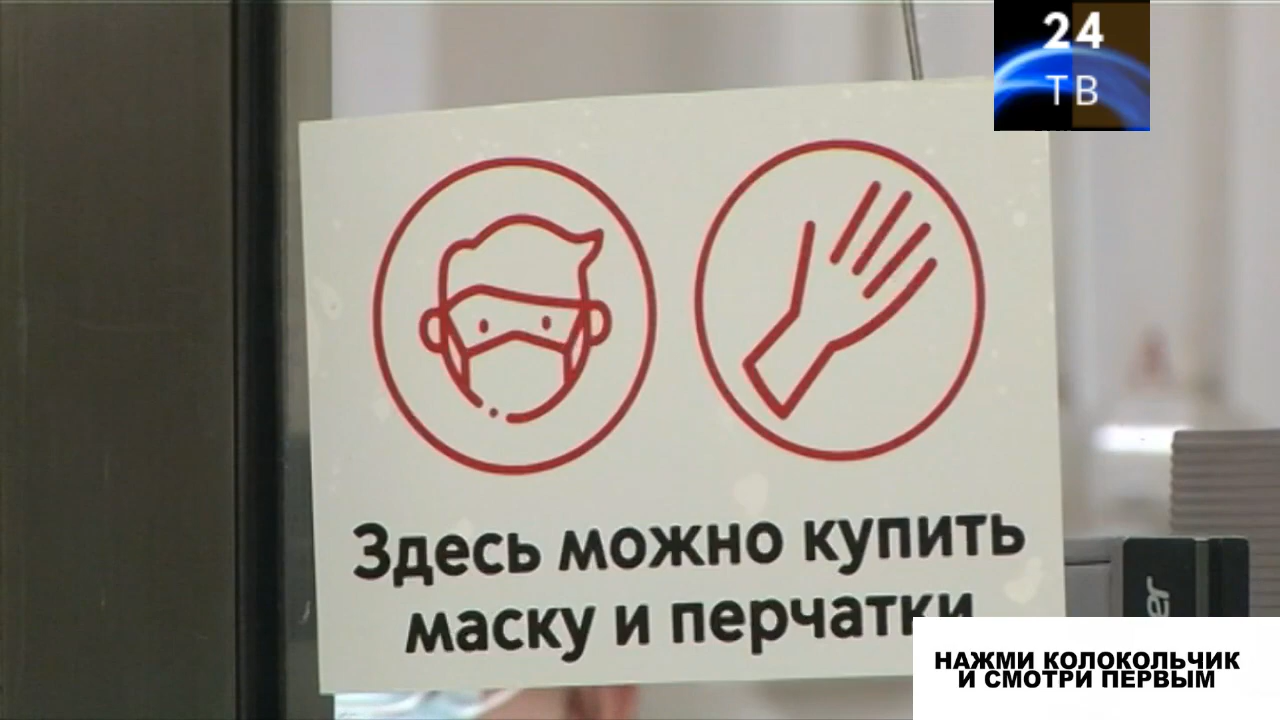 24
ТВ
Здесь можно купить
маску и перчатки
НАЖМИ КОЛОКОЛЬЧИК
И СМОТРИ ПЕРВЫМ